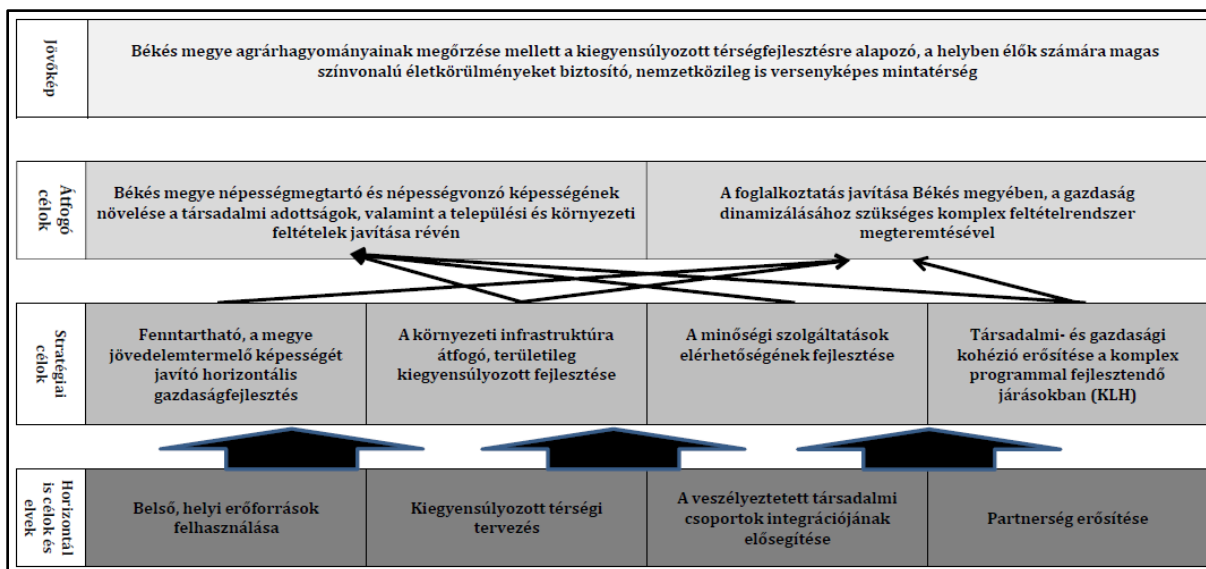 Jövőkép
Békés megye agrárhagyományainak megőrzése mellett a kiegyensúlyozott térségfejlesztésre alapozó, a helyben élők számára magas
színvonalú életkörülményeket biztosító, nemzetközileg is versenyképes mintatérség
Átfogó
célok
Békés megye népességmegtartó és népességvonzó képességének
növelése a társadalmi adottságok, valamint a települési és környezeti
feltételek javítása révén
A foglalkoztatás javítása Békés megyében, a gazdaság
dinamizálásához szükséges komplex feltételrendszer
megteremtésével
Stratégiai
célok
Fenntartható, a megye
jövedelemtermelő képességét
javító horizontális
gazdaságfejlesztés
A környezeti infrastruktúra
átfogó, területileg
kiegyensúlyozott fejlesztése
A minőségi szolgáltatások
elérhetőségének fejlesztése
Társadalmi- és gazdasági
kohézió erősítése a komplex
programmal fejlesztendő
járásokban (KLH)
Horizontál
is célok és
elvek
Belső, helyi erőforrások
felhasználása
Kiegyensúlyozott térségi
tervezés
A veszélyeztetett társadalmi
csoportok integrációjának
elősegítése
Partnerség erősítése